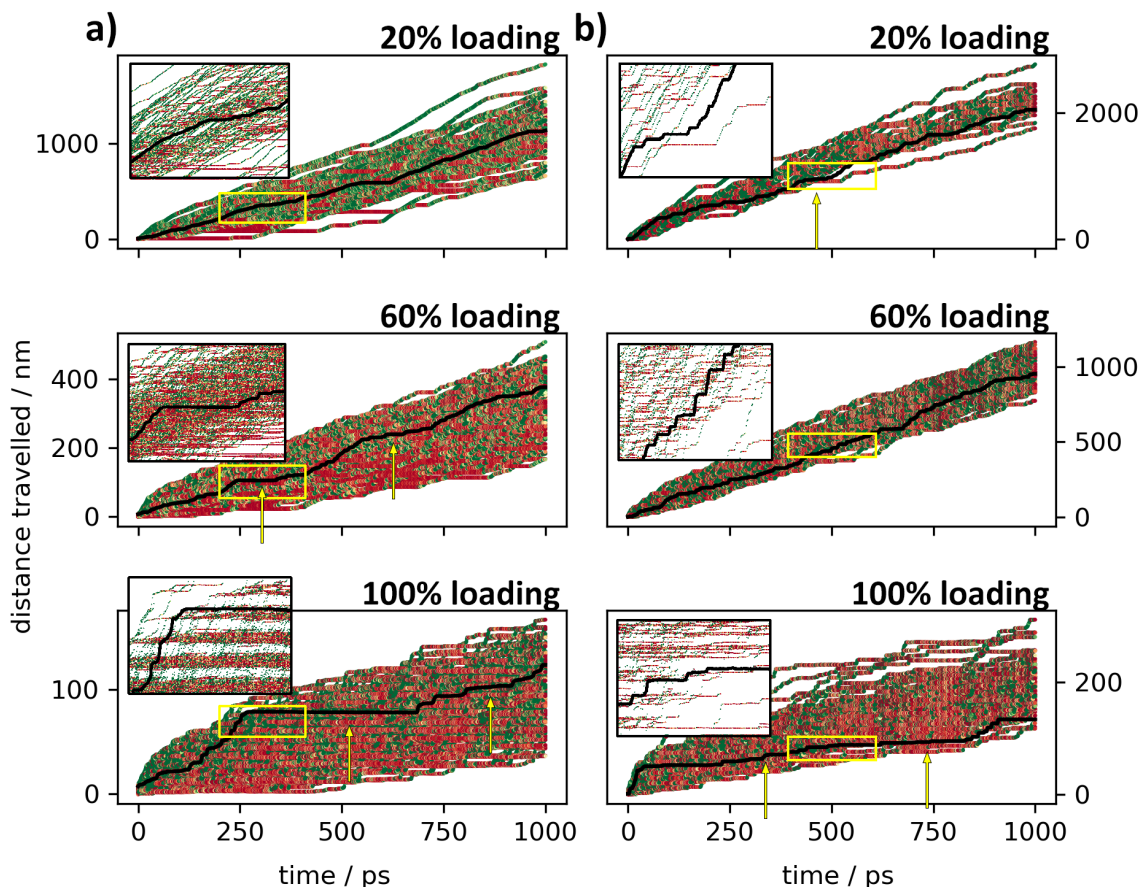 a)
20% loading
b)
20% loading
1000
0
2000
0
60% loading
60% loading
distance travelled / nm
400
200
0
1000
500
0
100% loading
100% loading
100
0
200
0
0 250 500 750 1000
0 250 500 750 1000
time / ps
time / ps